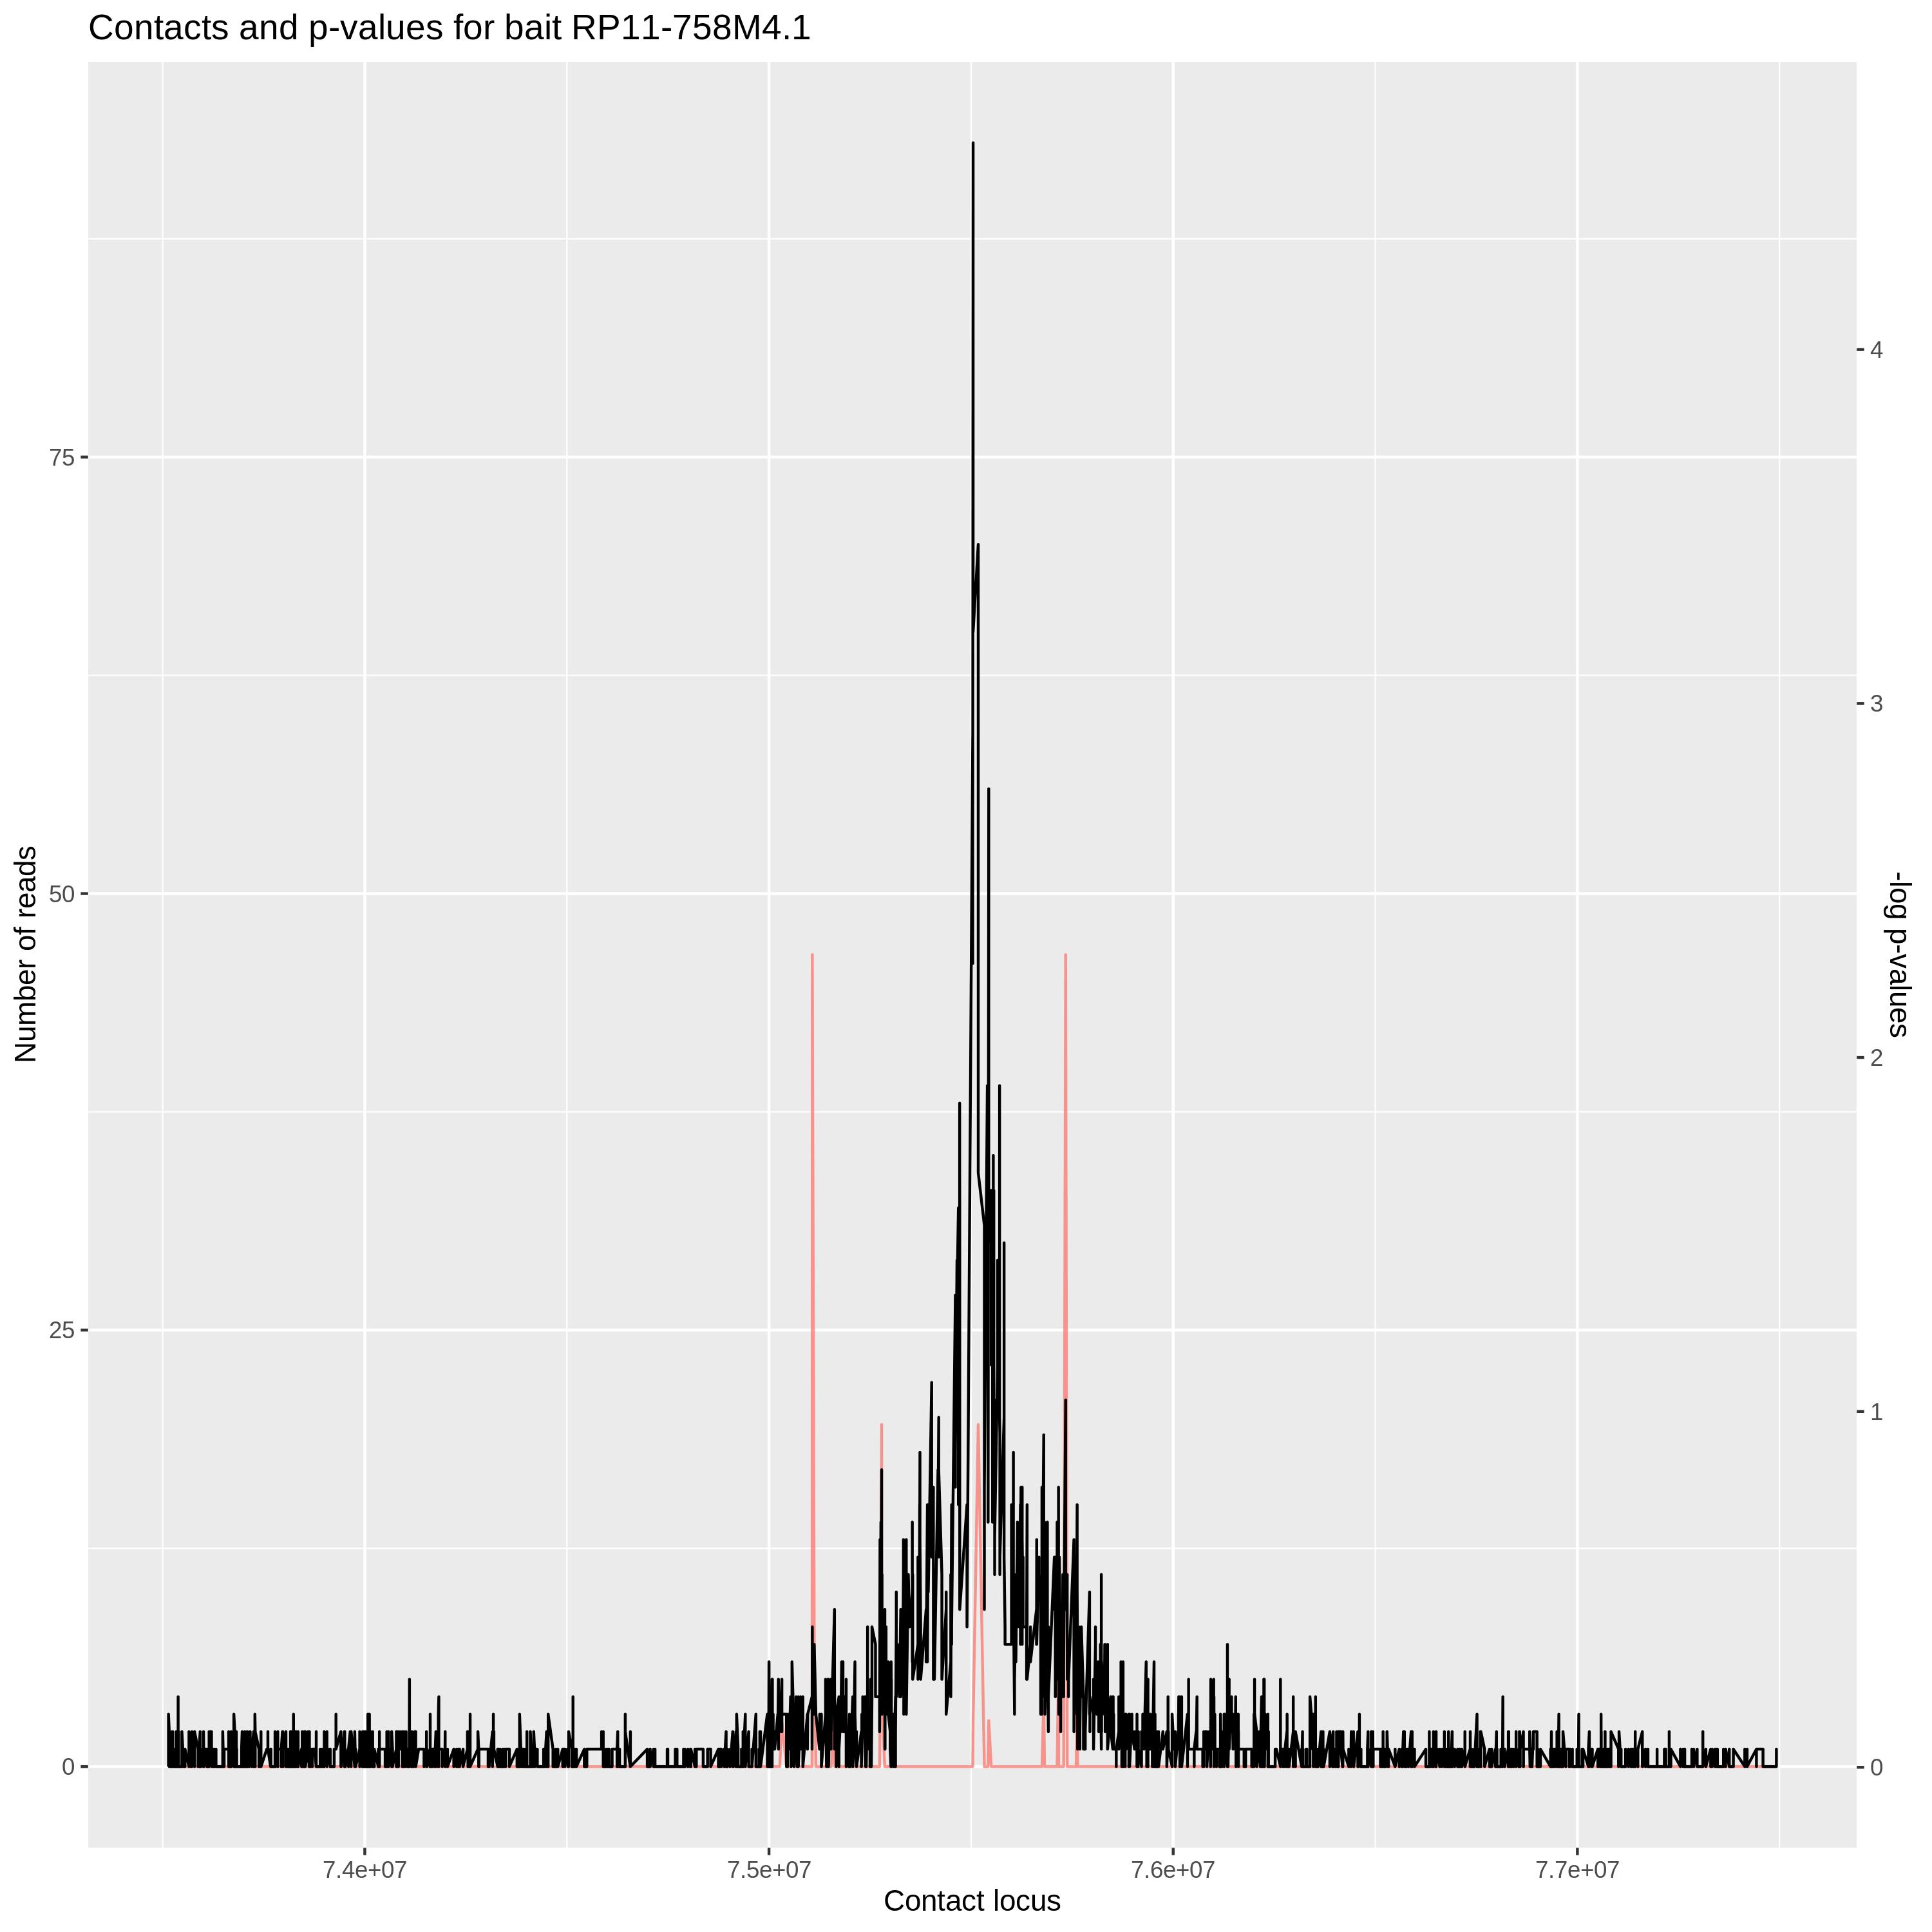 Contacts and p-values for bait RP11-758M4.1
75
50
25
0
4
3
2
1
0
Number of reads
-log p-values
7.4e+07
7.5e+07
7.6e+07
7.7e+07
Contact locus